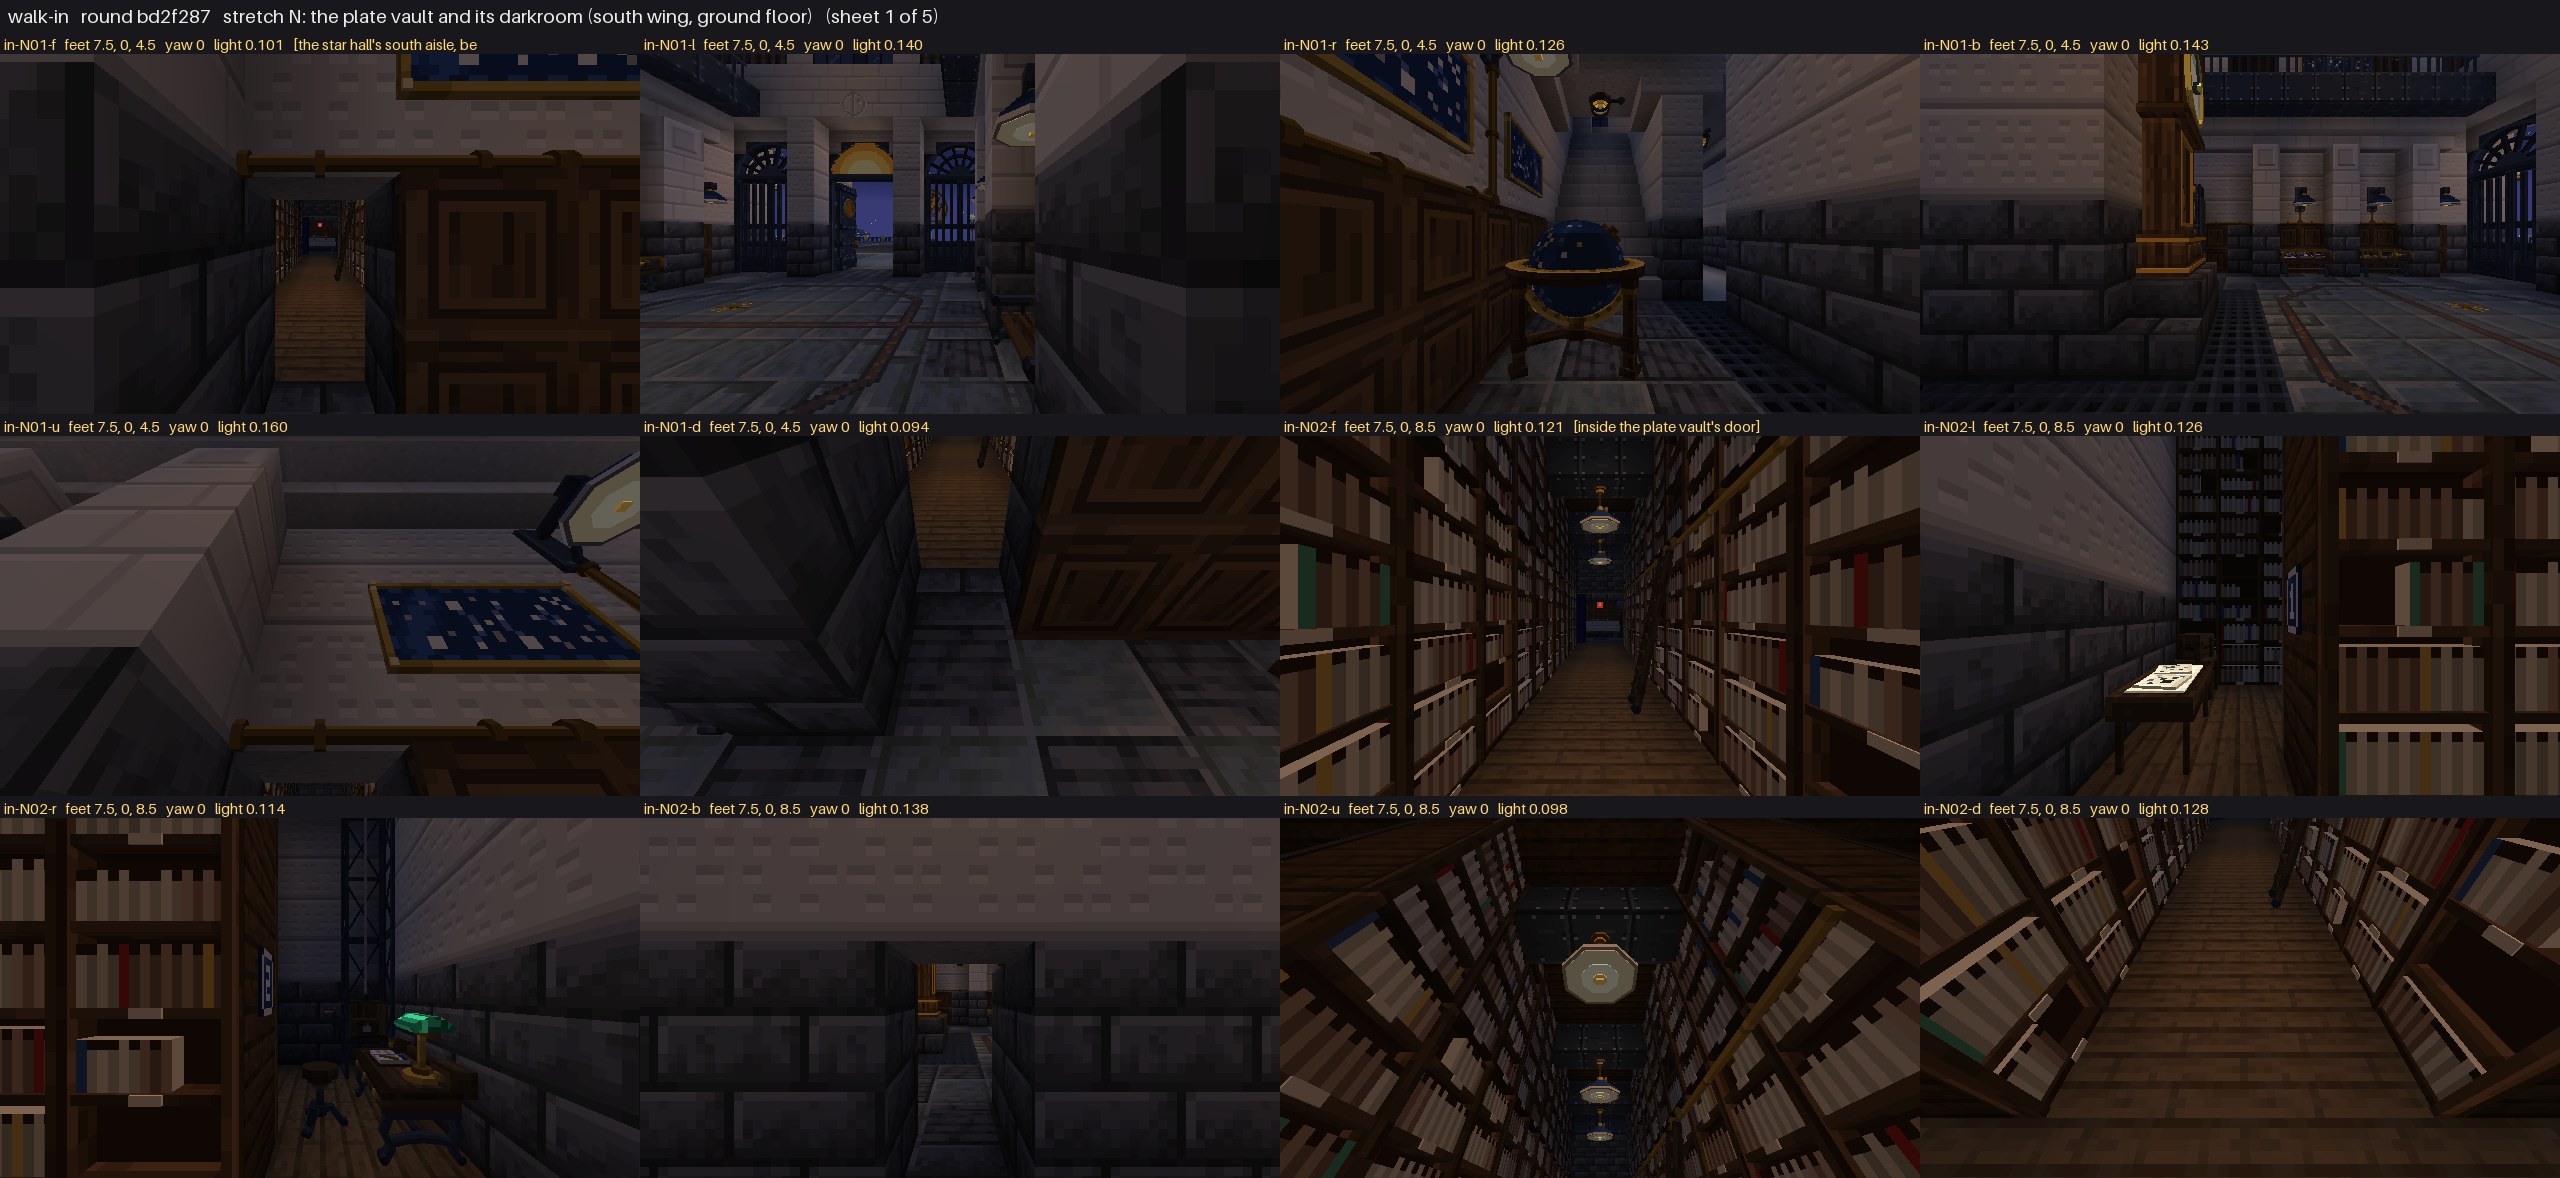 walk-in round bd2f287 stretch N: the plate vault and its darkroom (south wing, ground floor) (sheet 1 of 5)
in-N01-f feet 7.5, 0, 4.5 yaw 0 light 0.101 [the star hall's south aisle, be
in-N01-l feet 7.5, 0, 4.5 yaw 0 light 0.140
in-N01-r feet 7.5, 0, 4.5 yaw 0 light 0.126
in-N01-b feet 7.5, 0, 4.5 yaw 0 light 0.143
in-N01-u feet 7.5, 0, 4.5 yaw 0 light 0.160
in-N01-d feet 7.5, 0, 4.5 yaw 0 light 0.094
in-N02-f feet 7.5, 0, 8.5 yaw 0 light 0.121 [inside the plate vault's door]
in-N02-l feet 7.5, 0, 8.5 yaw 0 light 0.126
in-N02-r feet 7.5, 0, 8.5 yaw 0 light 0.114
in-N02-b feet 7.5, 0, 8.5 yaw 0 light 0.138
in-N02-u feet 7.5, 0, 8.5 yaw 0 light 0.098
in-N02-d feet 7.5, 0, 8.5 yaw 0 light 0.128